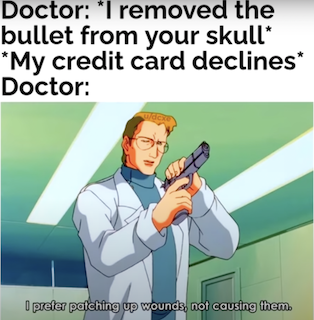 Doctor: *I removed the
bullet from your skull*
*My credit card declines*
Doctor:
I prefer patching up wounds, not causing them.